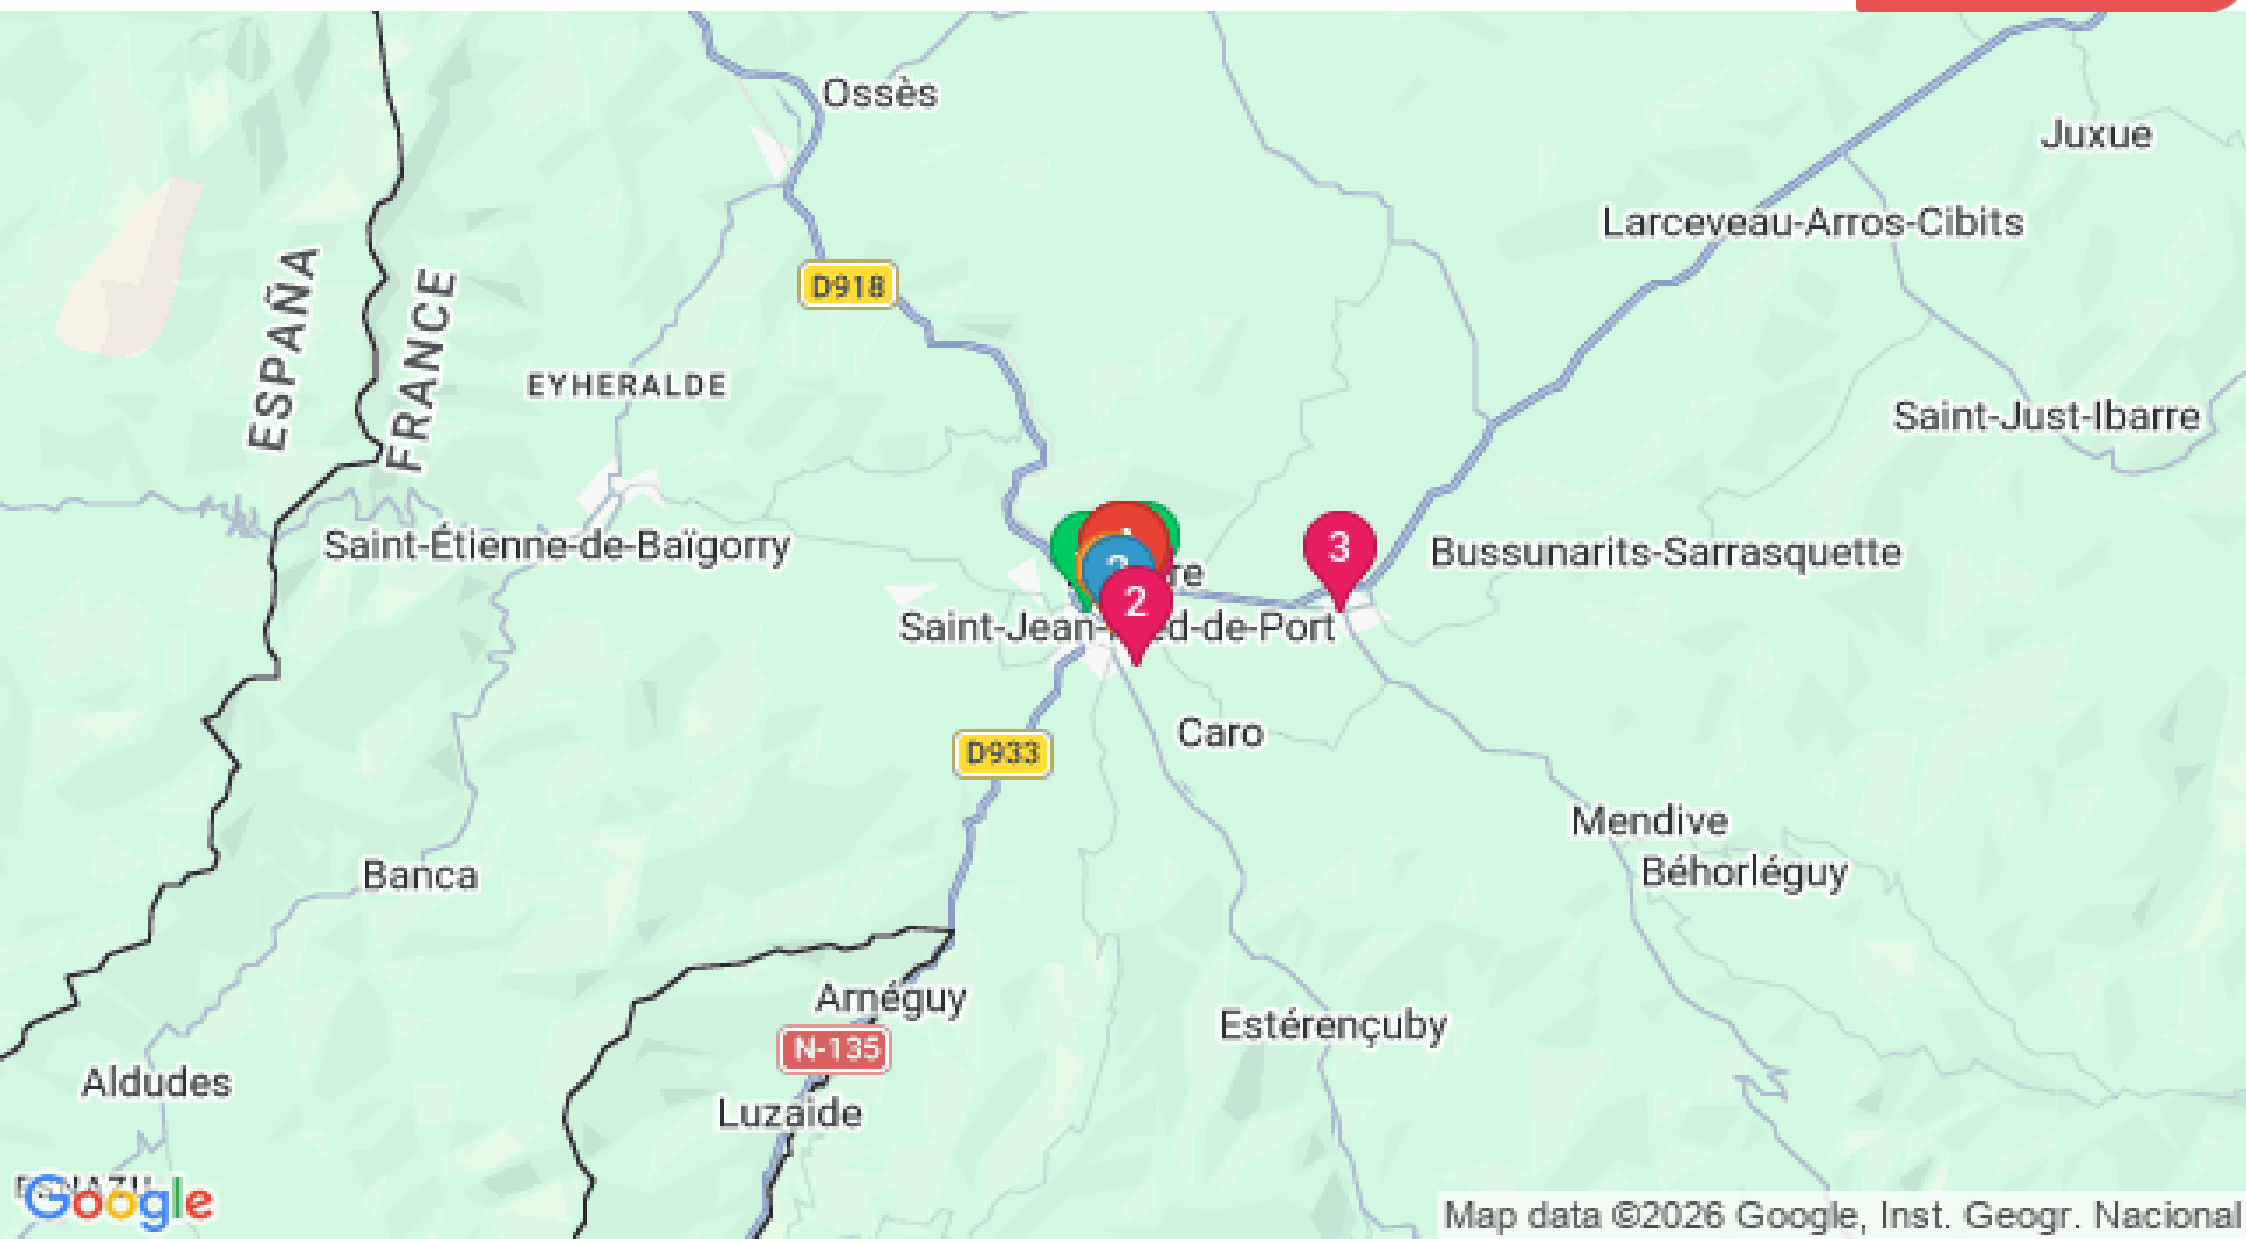 Ossès
Juxue
Larceveau-Arros-Cibits
D918
ESPAÑA
FRANCE
EYHERALDE
Saint-Just-Ibarre
Saint-Étienne-de-Baïgorry
3
Bussunarits-Sarrasquette
re
2
Saint-Jean- ed-de-Port
Caro
D933
Mendive
Béhorléguy
Banca
Arnéguy
Estérençuby
N-135
Aldudes
Luzaide
Google
Map data ©2026 Google, Inst. Geogr. Nacional